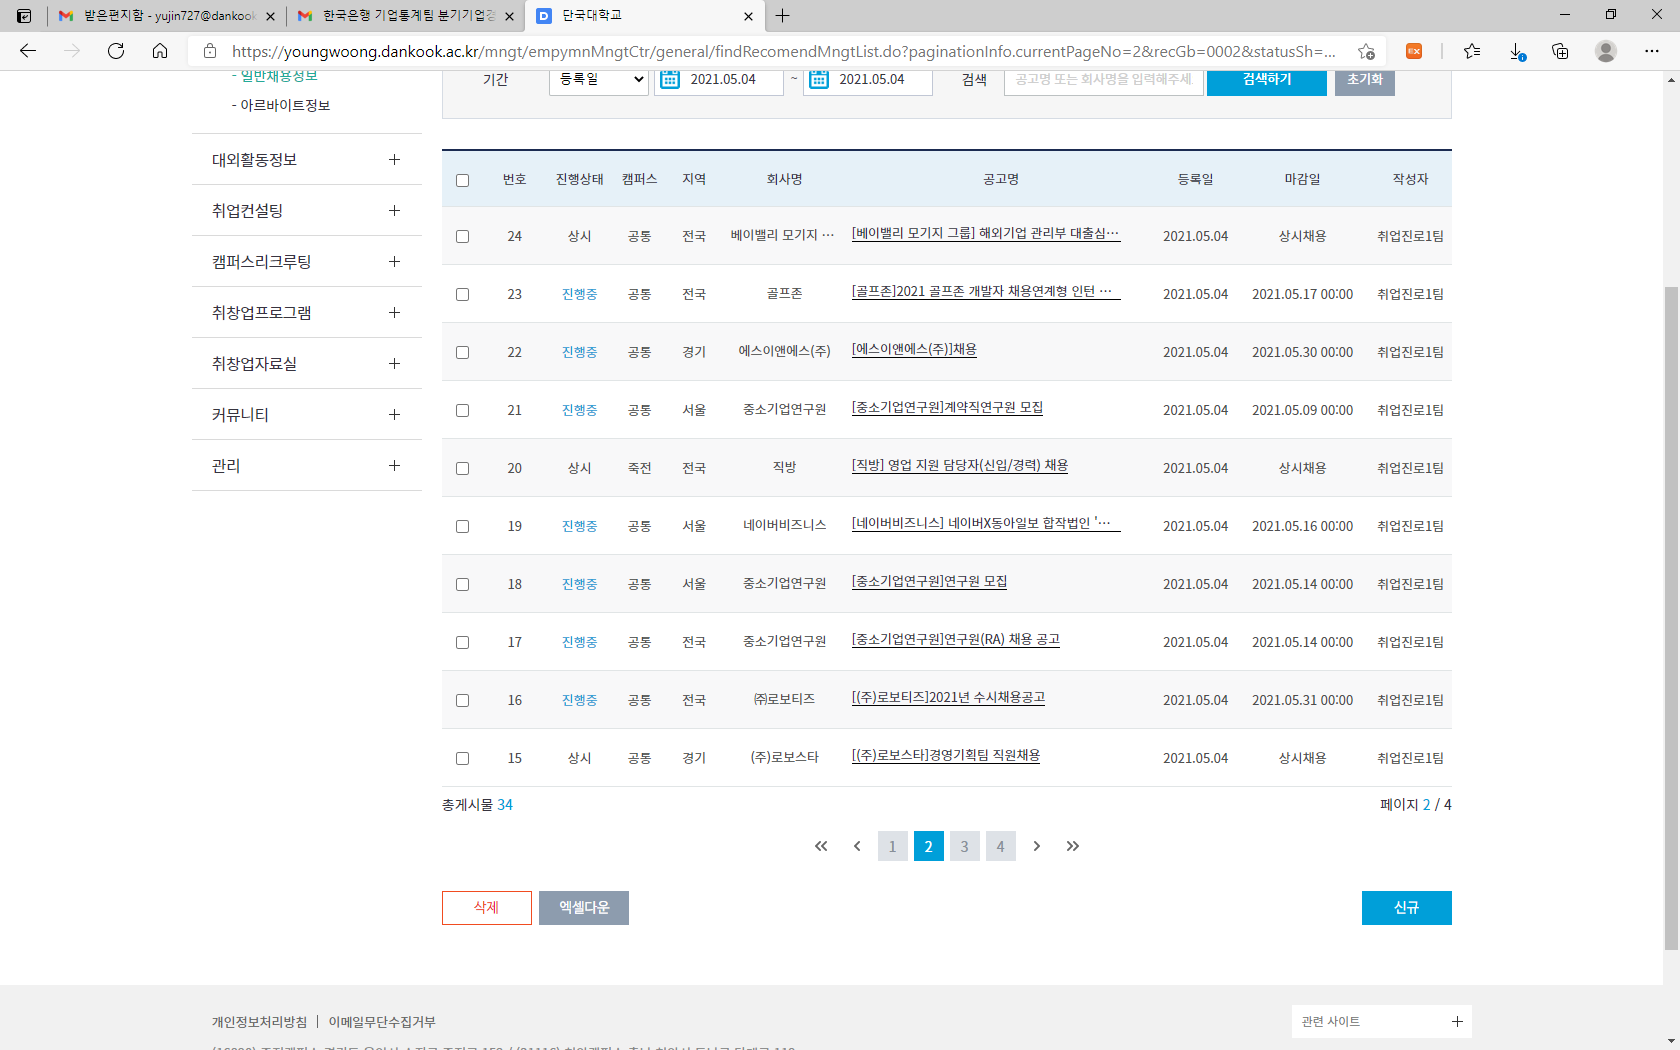 받은편지함 - yujin727@dankook
한국은행 기업통계팀 분기기업경
단국대학교
https://youngwoong.dankook.ac.kr/mngt/empymnMngtCtr/general/findRecomendMngtList.do?paginationInfo.currentPageNo=2&recGb=0002&statusSh=...
EX
- 일반채용정보
- 아르바이트정보
대외활동정보 +
취업컨설팅 +
캠퍼스리크루팅 +
취창업프로그램 +
취창업자료실 +
커뮤니티 +
관리 +
기간 등록일 2021.05.04 ~ 2021.05.04 검색 공고명 또는 회사명을 입력해주세. 검색하기 초기화
번호 진행상태 캠퍼스 지역 회사명 공고명 등록일 마감일 작성자
24 상시 공통 전국 베이밸리 모기지 ··· [베이밸리 모기지 그룹] 해외기업 관리부 대출심··· 2021.05.04 상시채용 취업진로1팀
23 진행중 공통 전국 골프존 [골프존]2021 골프존 개발자 채용연계형 인턴 ··· 2021.05.04 2021.05.17 00:00 취업진로1팀
22 진행중 공통 경기 에스이앤에스(주) [에스이앤에스(주)]채용 2021.05.04 2021.05.30 00:00 취업진로1팀
21 진행중 공통 서울 중소기업연구원 [중소기업연구원]계약직연구원 모집 2021.05.04 2021.05.09 00:00 취업진로1팀
20 상시 죽전 전국 직방 [직방] 영업 지원 담당자(신입/경력) 채용 2021.05.04 상시채용 취업진로1팀
19 진행중 공통 서울 네이버비즈니스 [네이버비즈니스] 네이버X동아일보 합작법인 '··· 2021.05.04 2021.05.16 00:00 취업진로1팀
18 진행중 공통 서울 중소기업연구원 [중소기업연구원]연구원 모집 2021.05.04 2021.05.14 00:00 취업진로1팀
17 진행중 공통 전국 중소기업연구원 [중소기업연구원]연구원(RA) 채용 공고 2021.05.04 2021.05.14 00:00 취업진로1팀
16 진행중 공통 전국 ㈜로보티즈 [(주)로보티즈]2021년 수시채용공고 2021.05.04 2021.05.31 00:00 취업진로1팀
15 상시 공통 경기 (주)로보스타 [(주)로보스타]경영기획팀 직원채용 2021.05.04 상시채용 취업진로1팀
총게시물 34 페이지 2 / 4
« ‹ 1 2 3 4 › »
삭제 엑셀다운 신규
개인정보처리방침 | 이메일무단수집거부
관련 사이트 +